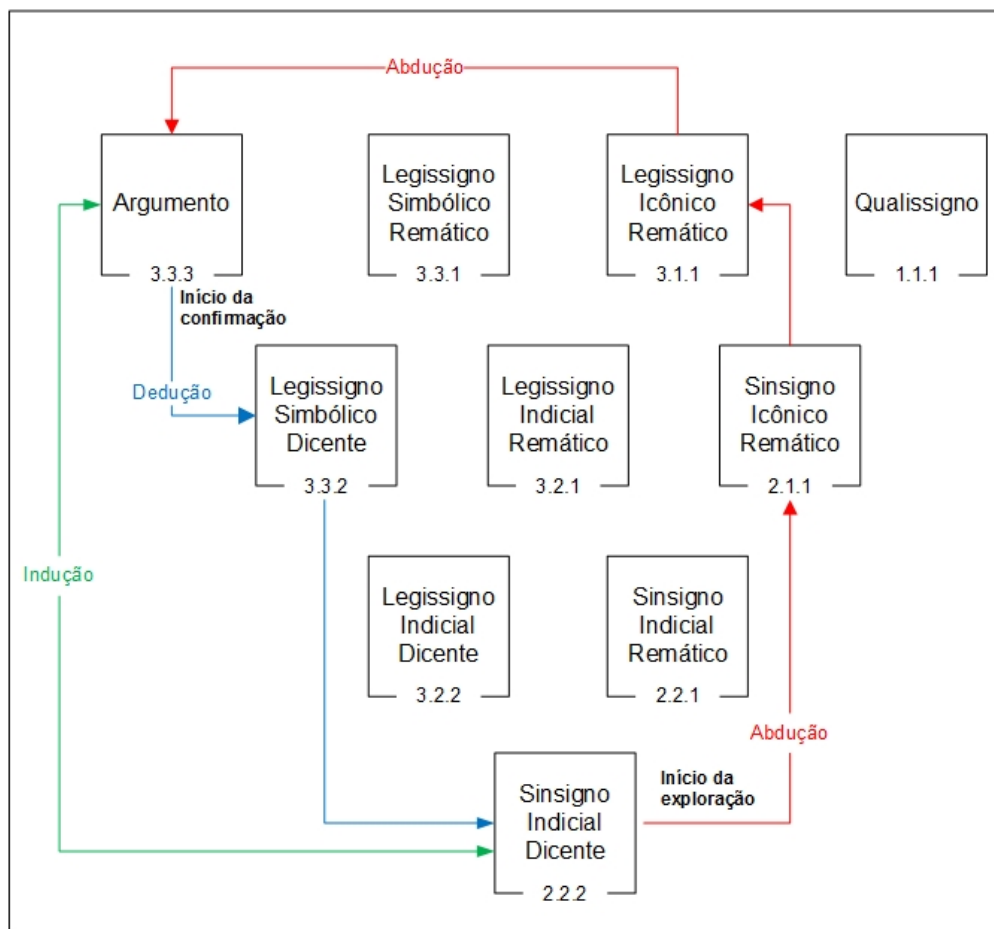 Abdução
Argumento
3.3.3
Legissigno
Simbólico
Remático
3.3.1
Legissigno
Icônico
Remático
3.1.1
Qualissigno
1.1.1
Início da
confirmação
Dedução
Legissigno
Simbólico
Dicente
3.3.2
Legissigno
Indicial
Remático
3.2.1
Sinsigno
Icônico
Remático
2.1.1
Indução
Legissigno
Indicial
Dicente
3.2.2
Sinsigno
Indicial
Remático
2.2.1
Abdução
Início da
exploração
Sinsigno
Indicial
Dicente
2.2.2